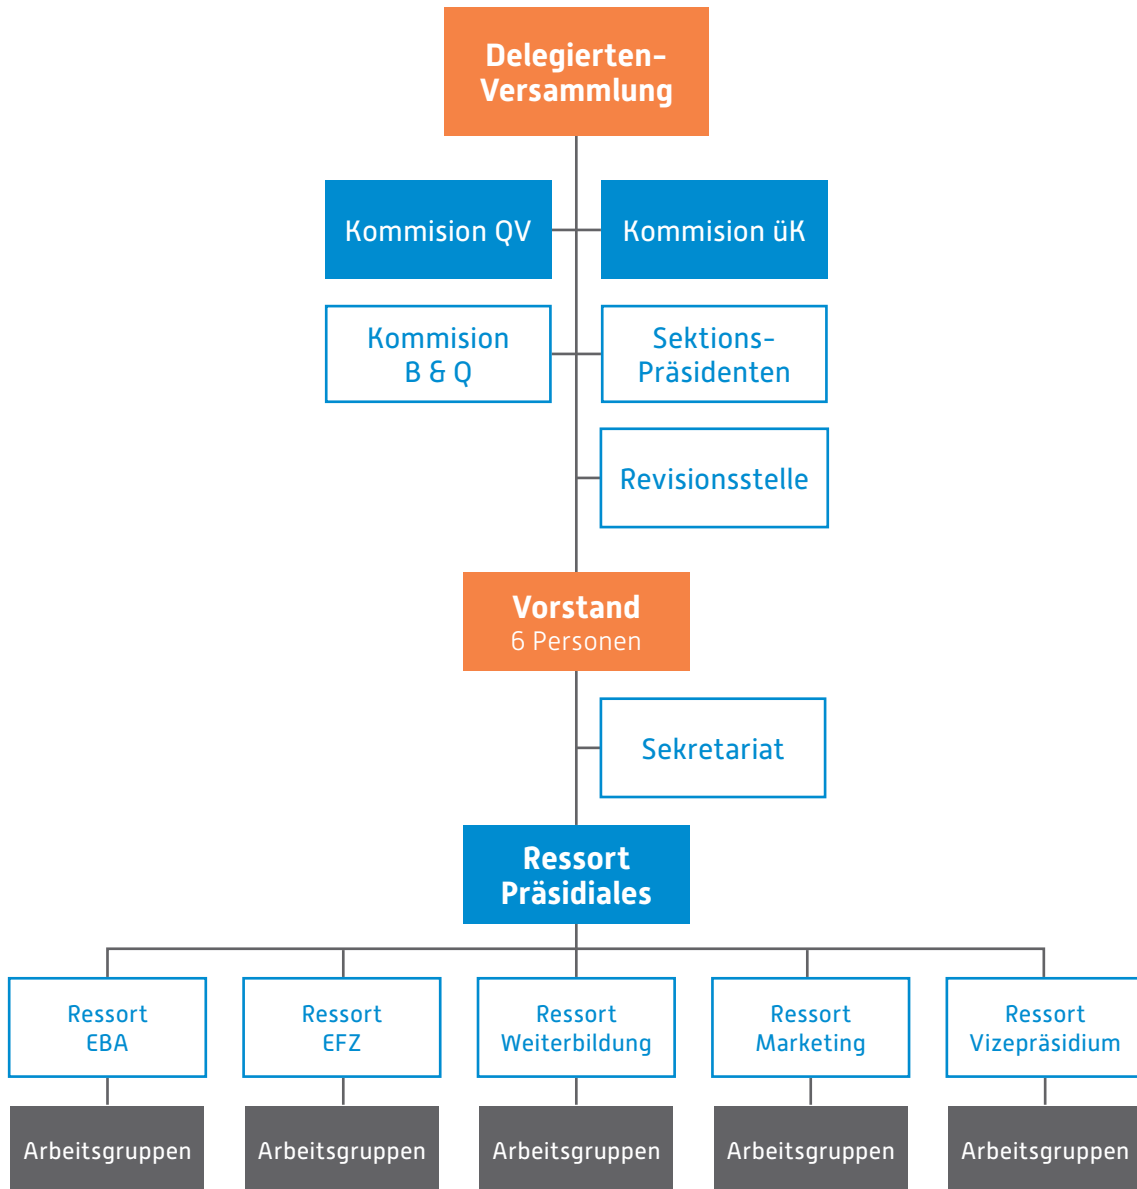 Delegierten-
Versammlung
Kommision QV
Kommision üK
Kommision
B & Q
Sektions-
Präsidenten
Revisionsstelle
Vorstand
6 Personen
Sekretariat
Ressort
Präsidiales
Ressort
EBA
Ressort
EFZ
Ressort
Weiterbildung
Ressort
Marketing
Ressort
Vizepräsidium
Arbeitsgruppen
Arbeitsgruppen
Arbeitsgruppen
Arbeitsgruppen
Arbeitsgruppen